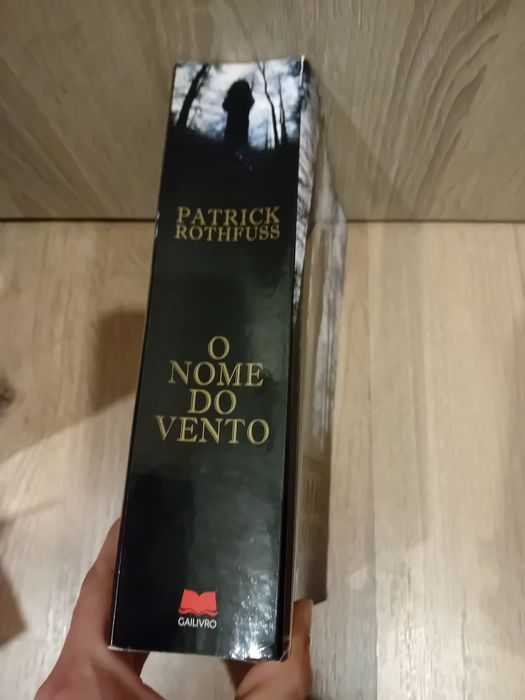 PATRICK
ROTHFUSS
O
NOME
DO
VENTO
GAILIVRO